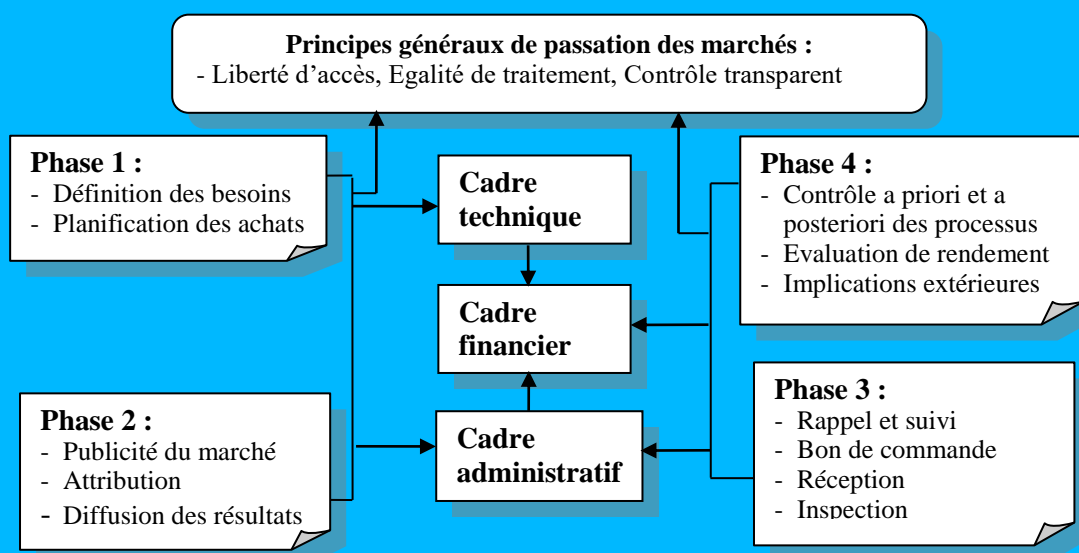 Principes généraux de passation des marchés :
- Liberté d’accès, Egalité de traitement, Contrôle transparent
Phase 1 :
- Définition des besoins
- Planification des achats
Cadre
technique
Phase 4 :
- Contrôle a priori et a
posteriori des processus
- Evaluation de rendement
- Implications extérieures
Cadre
financier
Phase 2 :
- Publicité du marché
- Attribution
- Diffusion des résultats
Cadre
administratif
Phase 3 :
- Rappel et suivi
- Bon de commande
- Réception
- Inspection